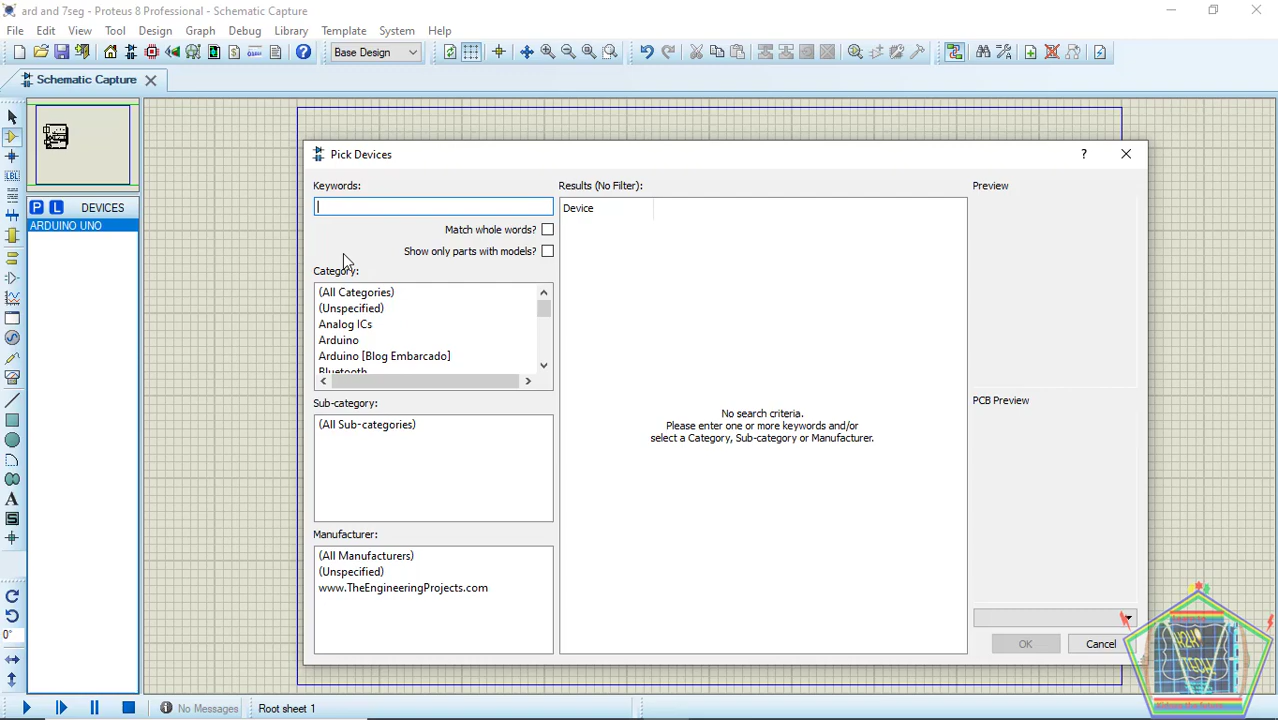 ard and 7seg - Proteus 8 Professional - Schematic Capture
File Edit View Tool Design Graph Debug Library Template System Help
Base Design
Schematic Capture
Pick Devices
?
Keywords:
Results (No Filter):
Preview
P L DEVICES
Device
ARDUINO UNO
Match whole words?
Show only parts with models?
Category:
(All Categories)
(Unspecified)
Analog ICs
Arduino
Arduino [Blog Embarcado]
Bluetooth
Sub-category:
PCB Preview
(All Sub-categories)
No search criteria.
Please enter one or more keywords and/or
select a Category, Sub-category or Manufacturer.
Manufacturer:
(All Manufacturers)
(Unspecified)
www.TheEngineeringProjects.com
0°
OK Cancel
No Messages
Root sheet 1
TECH